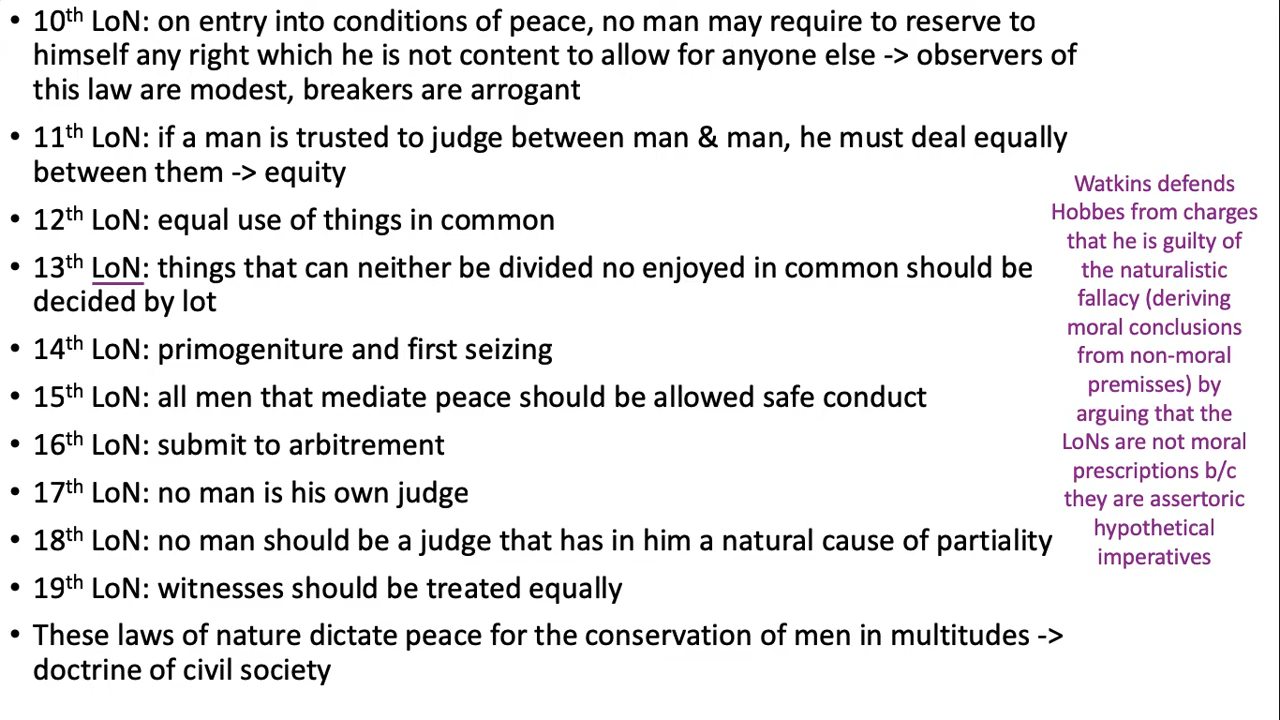 • 10th LoN: on entry into conditions of peace, no man may require to reserve to
himself any right which he is not content to allow for anyone else -> observers of
this law are modest, breakers are arrogant
• 11th LoN: if a man is trusted to judge between man & man, he must deal equally
between them -> equity
• 12th LoN: equal use of things in common
• 13th LoN: things that can neither be divided no enjoyed in common should be
decided by lot
• 14th LoN: primogeniture and first seizing
• 15th LoN: all men that mediate peace should be allowed safe conduct
• 16th LoN: submit to arbitrement
• 17th LoN: no man is his own judge
• 18th LoN: no man should be a judge that has in him a natural cause of partiality
• 19th LoN: witnesses should be treated equally
• These laws of nature dictate peace for the conservation of men in multitudes ->
doctrine of civil society
Watkins defends
Hobbes from charges
that he is guilty of
the naturalistic
fallacy (deriving
moral conclusions
from non-moral
premisses) by
arguing that the
LoNs are not moral
prescriptions b/c
they are assertoric
hypothetical
imperatives